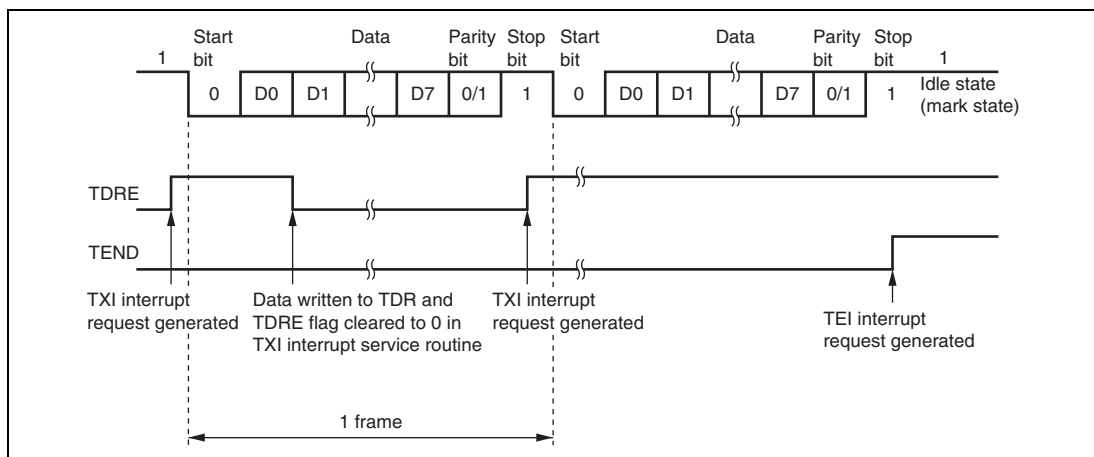 1
Start bit
Data
Parity bit
Stop bit
Start bit
Data
Parity bit
Stop bit
1
0 D0 D1 D7 0/1 1 0 D0 D1 D7 0/1 1
Idle state
(mark state)
TDRE
TEND
TXI interrupt
request generated
Data written to TDR and
TDRE flag cleared to 0 in
TXI interrupt service routine
TXI interrupt
request generated
TEI interrupt
request generated
1 frame